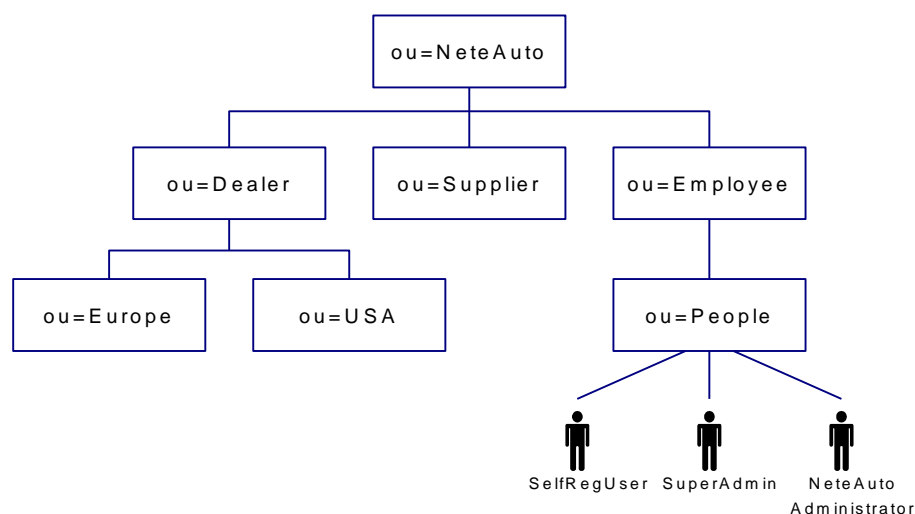 ou=NeteAuto
ou=Dealer
ou=Supplier
ou=Employee
ou=Europe
ou=USA
ou=People
SelfRegUser
SuperAdmin
NeteAuto
Administrator